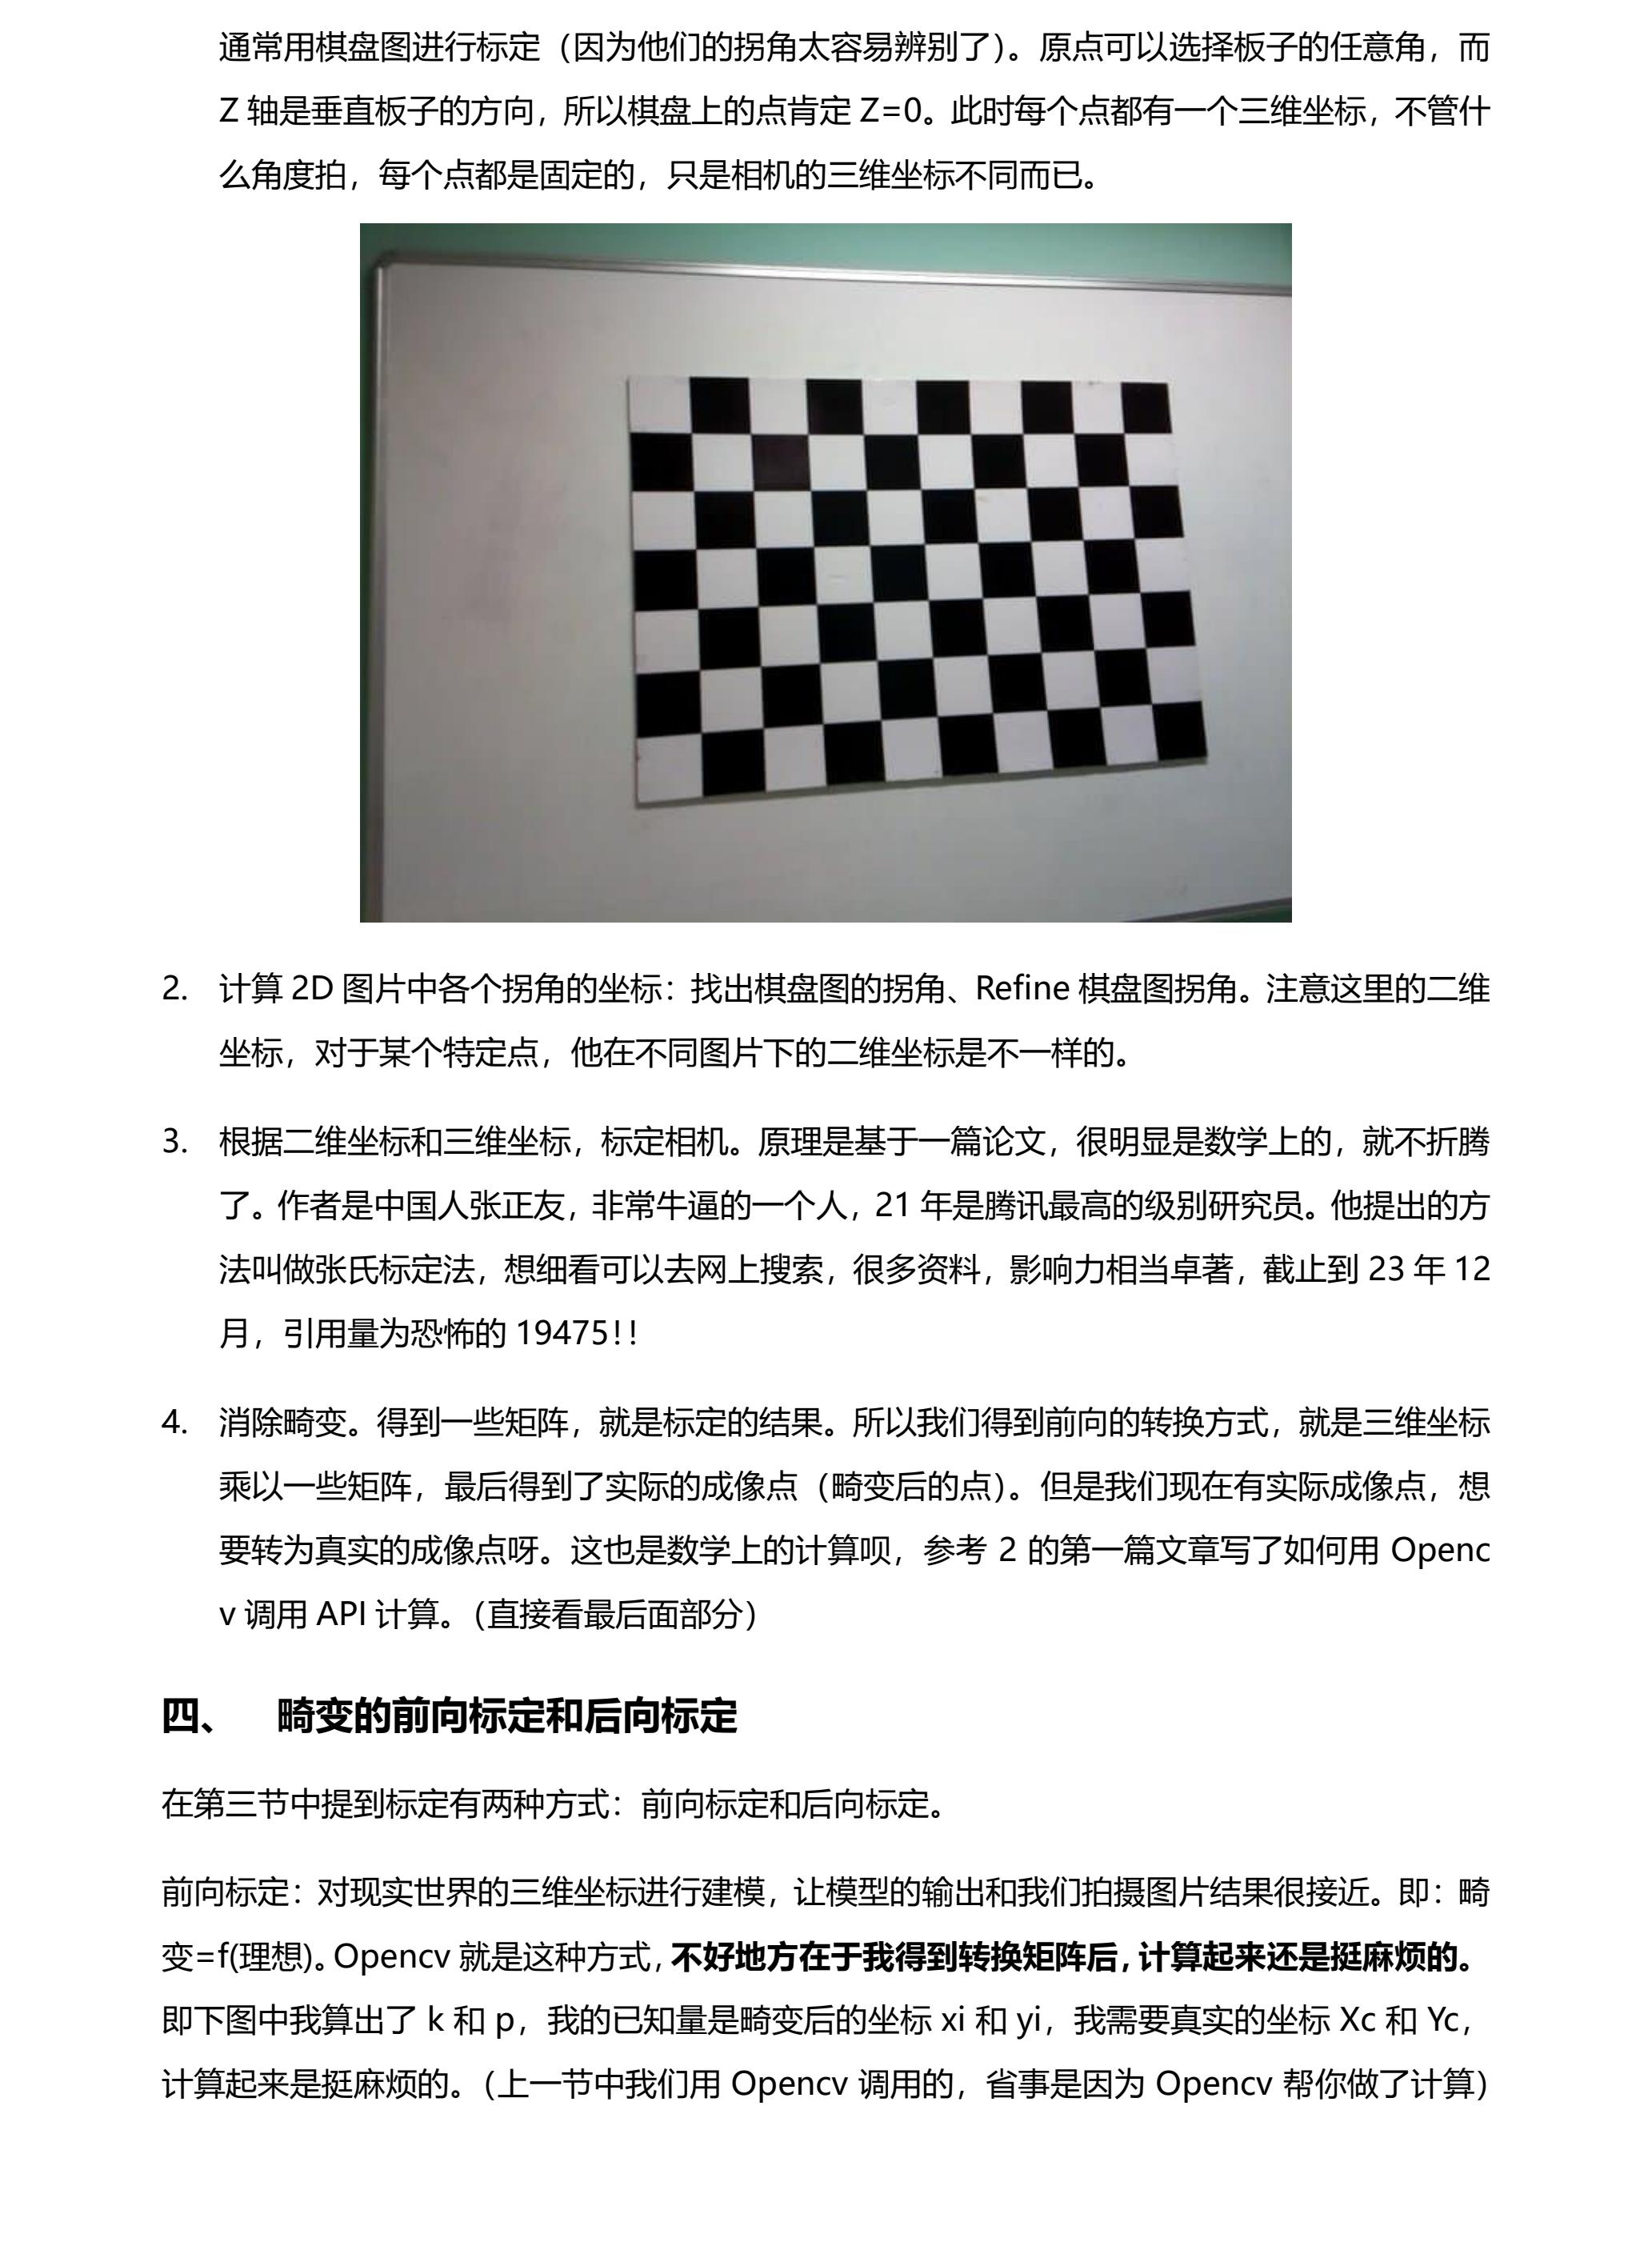 通常用棋盘图进行标定（因为他们的拐角太容易辨别了）。原点可以选择板子的任意角，而
Z 轴是垂直板子的方向，所以棋盘上的点肯定 Z=0。此时每个点都有一个三维坐标，不管什
么角度拍，每个点都是固定的，只是相机的三维坐标不同而已。
2. 计算 2D 图片中各个拐角的坐标：找出棋盘图的拐角、Refine 棋盘图拐角。注意这里的二维
坐标，对于某个特定点，他在不同图片下的二维坐标是不一样的。
3. 根据二维坐标和三维坐标，标定相机。原理是基于一篇论文，很明显是数学上的，就不折腾
了。作者是中国人张正友，非常牛逼的一个人，21 年是腾讯最高的级别研究员。他提出的方
法叫做张氏标定法，想细看可以去网上搜索，很多资料，影响力相当卓著，截止到 23 年 12
月，引用量为恐怖的 19475！！
4. 消除畸变。得到一些矩阵，就是标定的结果。所以我们得到前向的转换方式，就是三维坐标
乘以一些矩阵，最后得到了实际的成像点（畸变后的点）。但是我们现在有实际成像点，想
要转为真实的成像点呀。这也是数学上的计算呗，参考 2 的第一篇文章写了如何用 Openc
v 调用 API 计算。（直接看最后面部分）
四、 畸变的前向标定和后向标定
在第三节中提到标定有两种方式：前向标定和后向标定。
前向标定：对现实世界的三维坐标进行建模，让模型的输出和我们拍摄图片结果很接近。即：畸
变=f(理想)。Opencv 就是这种方式，不好地方在于我得到转换矩阵后，计算起来还是挺麻烦的。
即下图中我算出了 k 和 p，我的已知量是畸变后的坐标 xi 和 yi，我需要真实的坐标 Xc 和 Yc，
计算起来是挺麻烦的。（上一节中我们用 Opencv 调用的，省事是因为 Opencv 帮你做了计算）